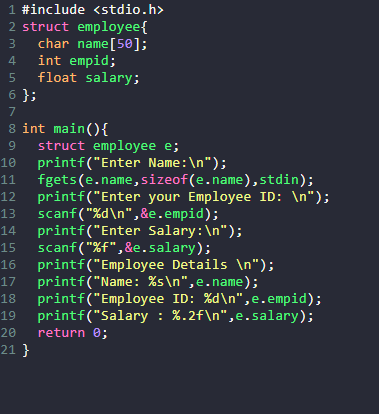 1 #include <stdio.h>
2 struct employee{
3   char name[50];
4   int empid;
5   float salary;
6 };
7
8 int main(){
9   struct employee e;
10   printf("Enter Name:\n");
11   fgets(e.name,sizeof(e.name),stdin);
12   printf("Enter your Employee ID: \n");
13   scanf("%d\n",&e.empid);
14   printf("Enter Salary:\n");
15   scanf("%f",&e.salary);
16   printf("Employee Details \n");
17   printf("Name: %s\n",e.name);
18   printf("Employee ID: %d\n",e.empid);
19   printf("Salary : %.2f\n",e.salary);
20   return 0;
21 }